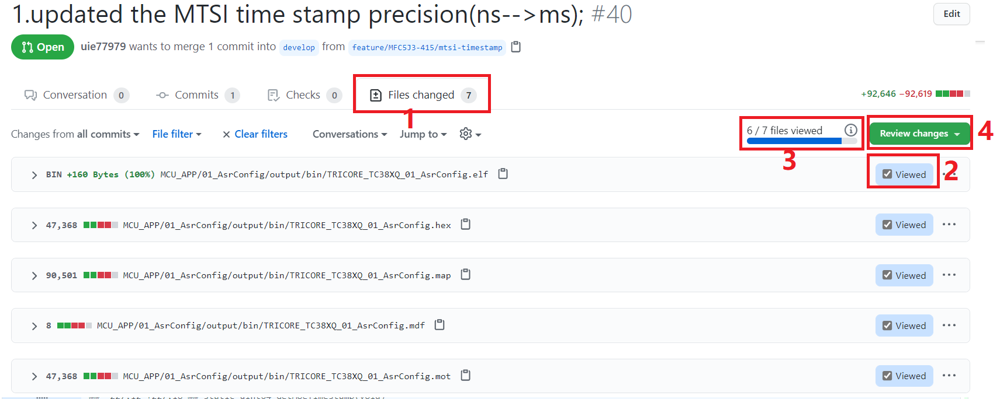 1.updated the MTSI time stamp precision(ns-->ms); #40
Edit
Open uie77979 wants to merge 1 commit into develop from feature/MFC5J3-415/mtsi-timestamp
Conversation 0 Commits 1 Checks 0 Files changed 7
+92,646 −92,619
1
Changes from all commits File filter × Clear filters Conversations Jump to
6 / 7 files viewed
Review changes
4
3
BIN +160 Bytes (100%) MCU_APP/01_AsrConfig/output/bin/TRICORE_TC38XQ_01_AsrConfig.elf
Viewed
2
47,368 MCU_APP/01_AsrConfig/output/bin/TRICORE_TC38XQ_01_AsrConfig.hex
Viewed
90,501 MCU_APP/01_AsrConfig/output/bin/TRICORE_TC38XQ_01_AsrConfig.map
Viewed
8 MCU_APP/01_AsrConfig/output/bin/TRICORE_TC38XQ_01_AsrConfig.mdf
Viewed
47,368 MCU_APP/01_AsrConfig/output/bin/TRICORE_TC38XQ_01_AsrConfig.mot
Viewed